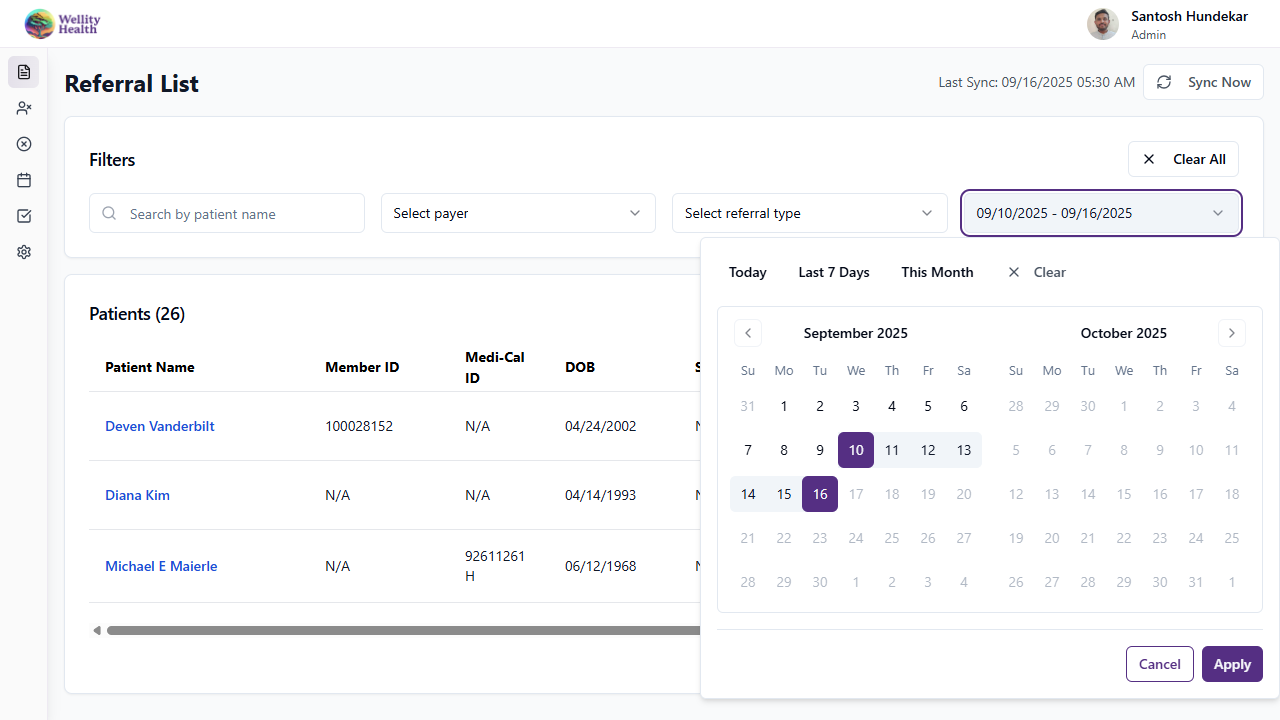 Wellity
Health
Santosh Hundekar
Admin
Referral List
Last Sync: 09/16/2025 05:30 AM
Sync Now
Filters
Clear All
Search by patient name
Select payer
Select referral type
09/10/2025 - 09/16/2025
Today Last 7 Days This Month Clear
Patients (26)
Patient Name Member ID Medi-Cal ID DOB
Deven Vanderbilt 100028152 N/A 04/24/2002
Diana Kim N/A N/A 04/14/1993
Michael E Maierle N/A 92611261H 06/12/1968
September 2025
Su Mo Tu We Th Fr Sa
31 1 2 3 4 5 6
7 8 9 10 11 12 13
14 15 16 17 18 19 20
21 22 23 24 25 26 27
28 29 30 1 2 3 4
October 2025
Su Mo Tu We Th Fr Sa
28 29 30 1 2 3 4
5 6 7 8 9 10 11
12 13 14 15 16 17 18
19 20 21 22 23 24 25
26 27 28 29 30 31 1
Cancel
Apply